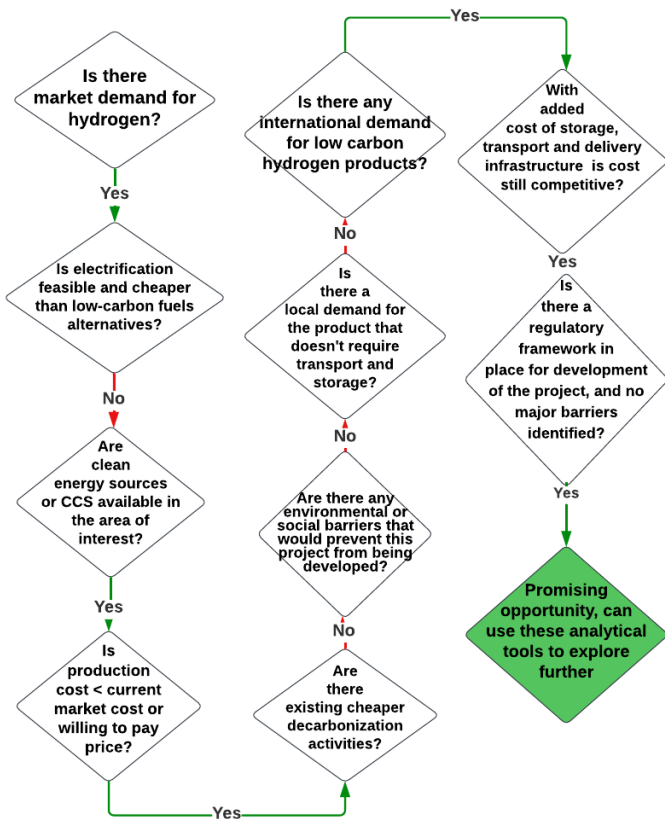 Is there
market demand for
hydrogen?
Yes
Is electrification
feasible and cheaper
than low-carbon fuels
alternatives?
No
Are
clean
energy sources
or CCS available in
the area of
interest?
Yes
Is
production
cost < current
market cost or
willing to pay
price?
Yes
Are
there
existing cheaper
decarbonization
activities?
No
Are there any
environmental or
social barriers that
would prevent this
project from being
developed?
No
Is
there a
local demand for
the product that
doesn't require
transport and
storage?
No
Is there any
international demand
for low carbon
hydrogen products?
Yes
With
added
cost of storage,
transport and delivery
infrastructure is cost
still competitive?
Yes
Is
there a
regulatory
framework in
place for development
of the project, and no
major barriers
identified?
Yes
Promising
opportunity, can
use these analytical
tools to explore
further